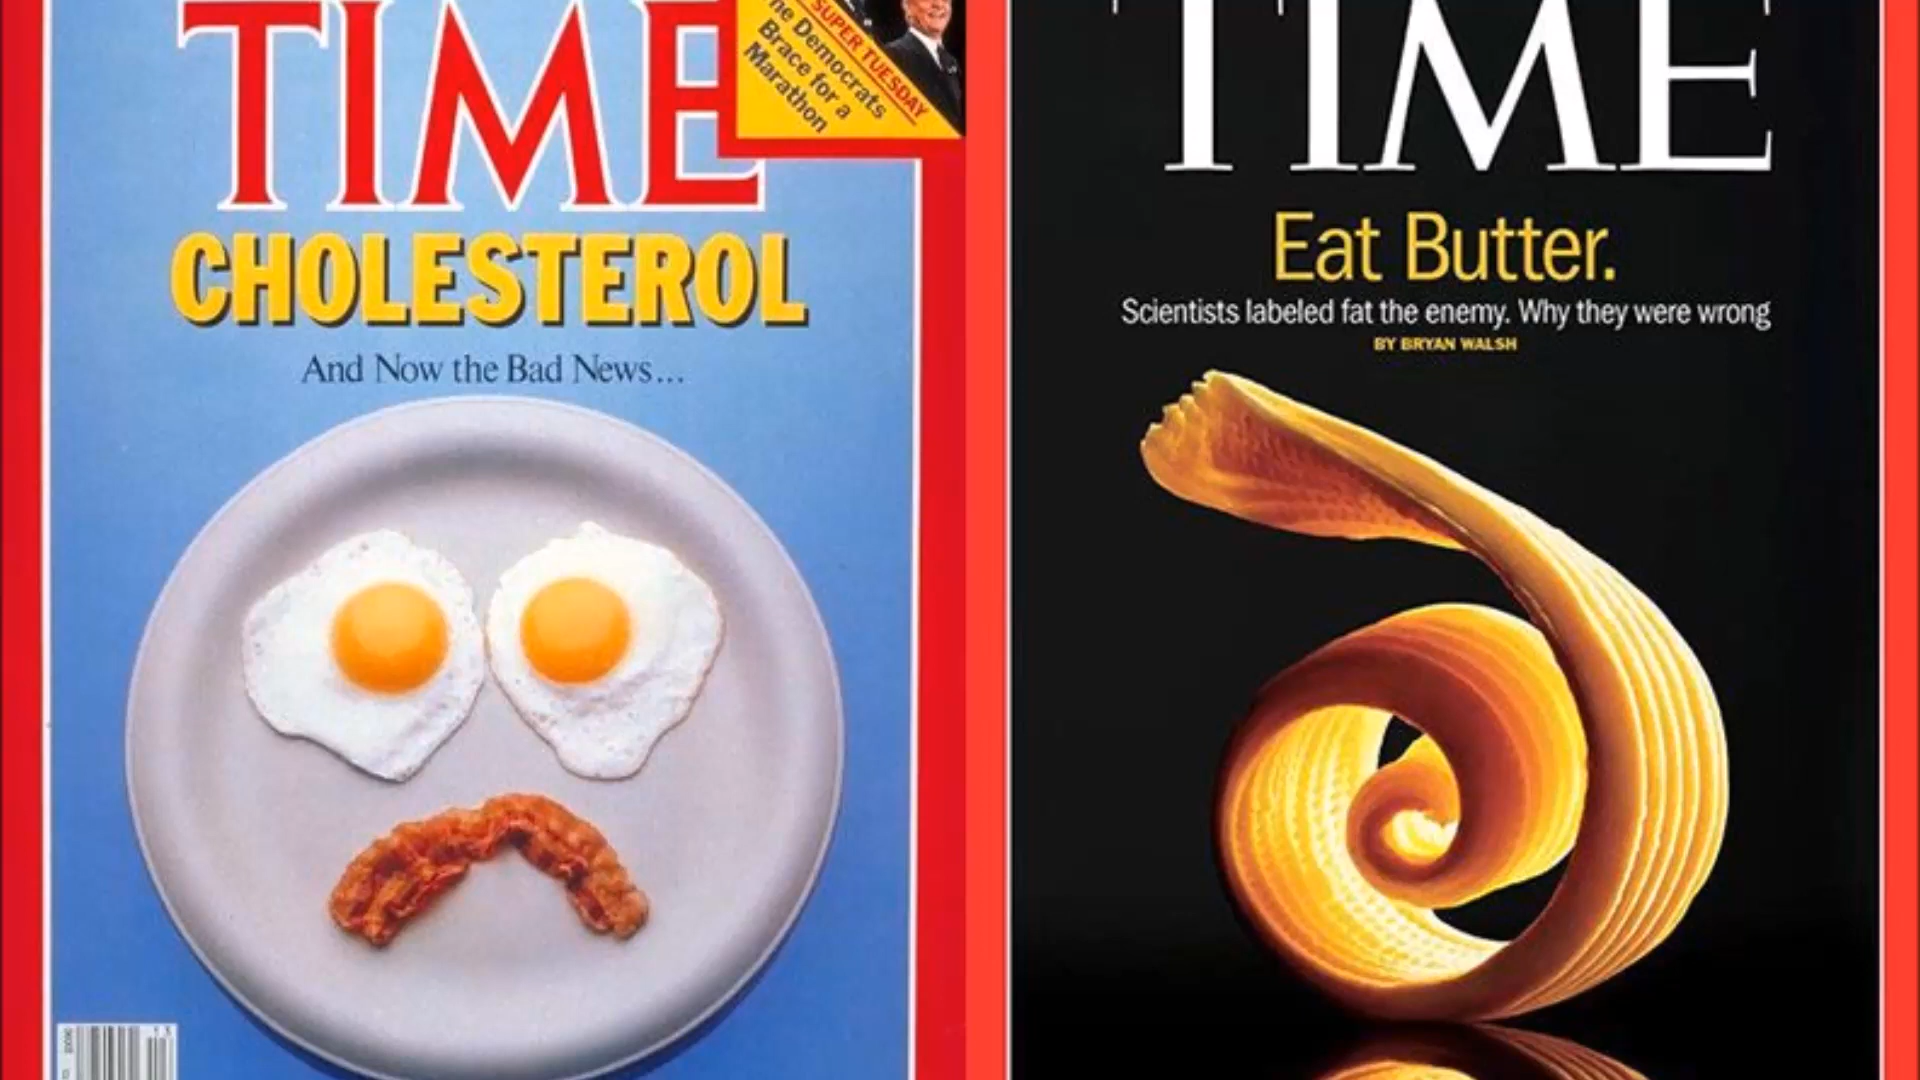 TIME
SUPER TUESDAY
Democrats
Brace for a
Marathon
CHOLESTEROL
And Now the Bad News...
TIME
Eat Butter.
Scientists labeled fat the enemy. Why they were wrong
BY BRYAN WALSH